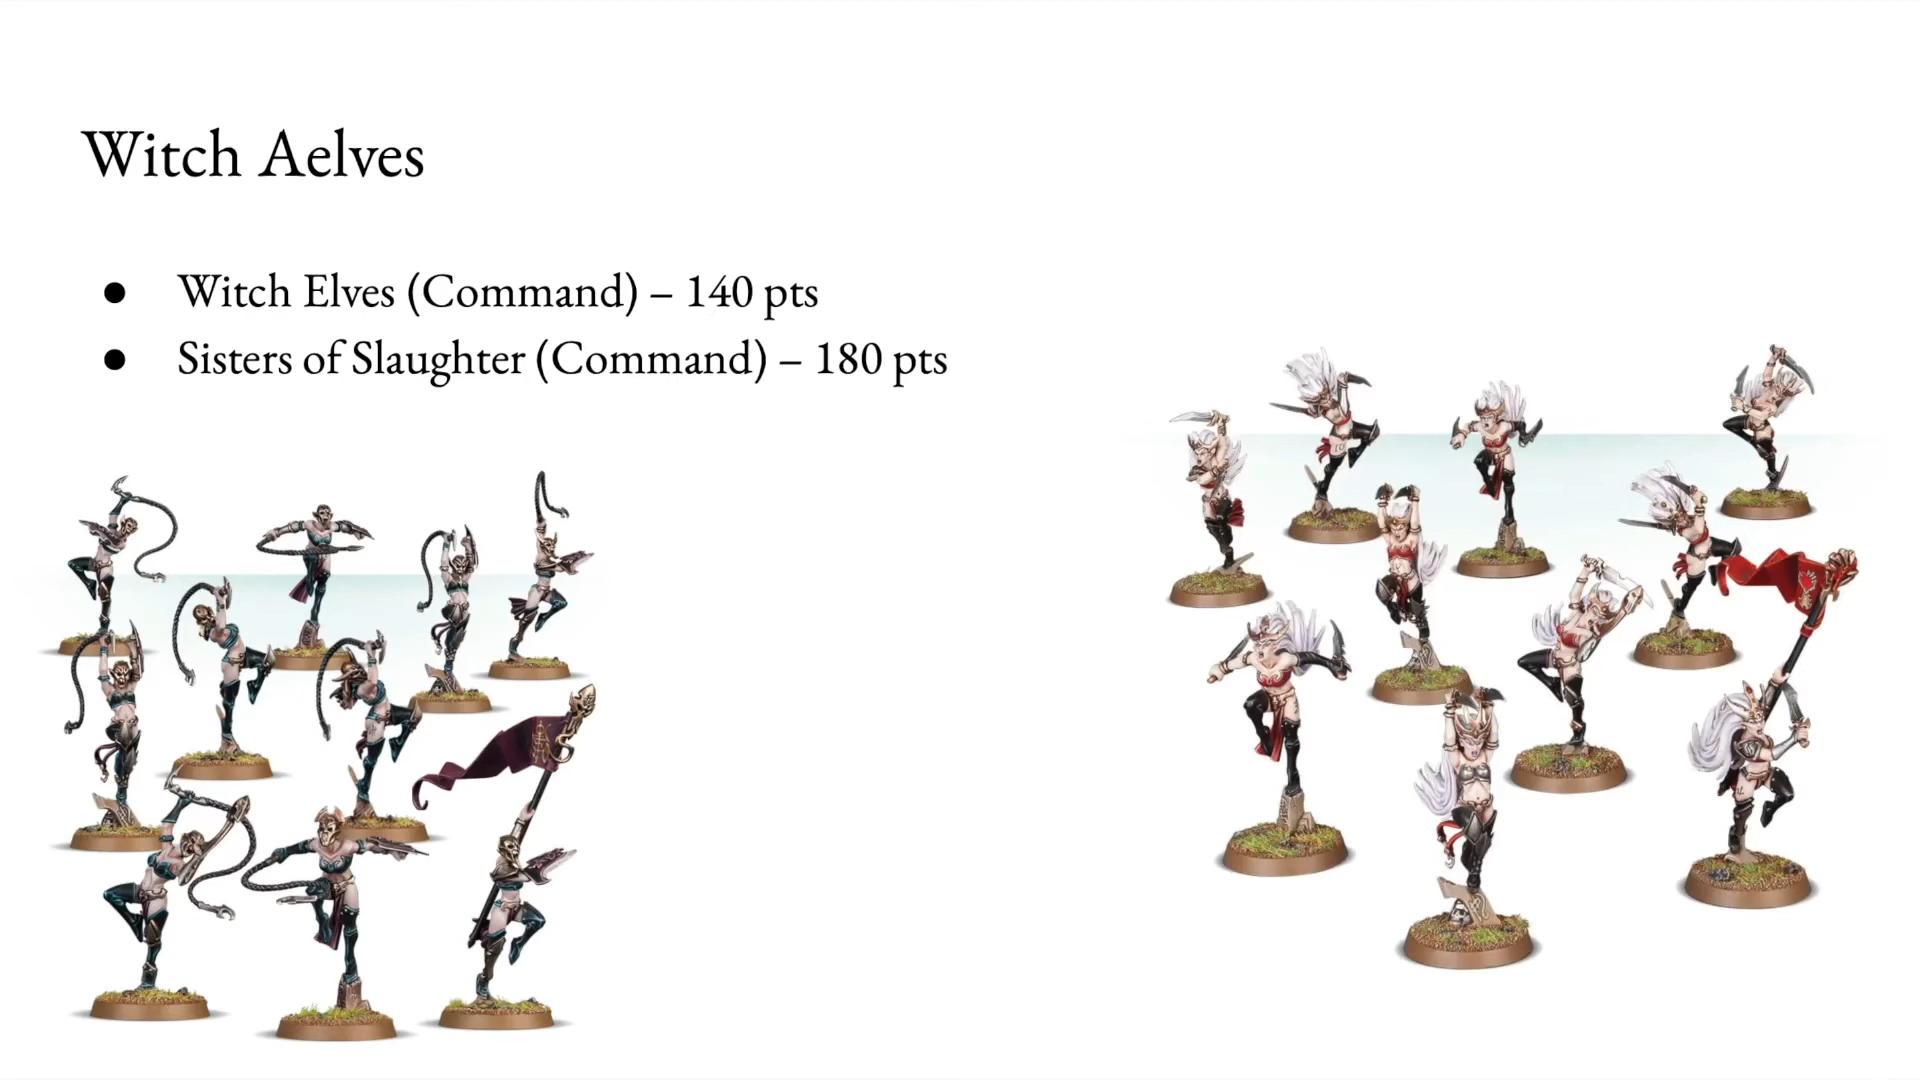 Witch Aelves
● Witch Elves (Command) – 140 pts
● Sisters of Slaughter (Command) – 180 pts